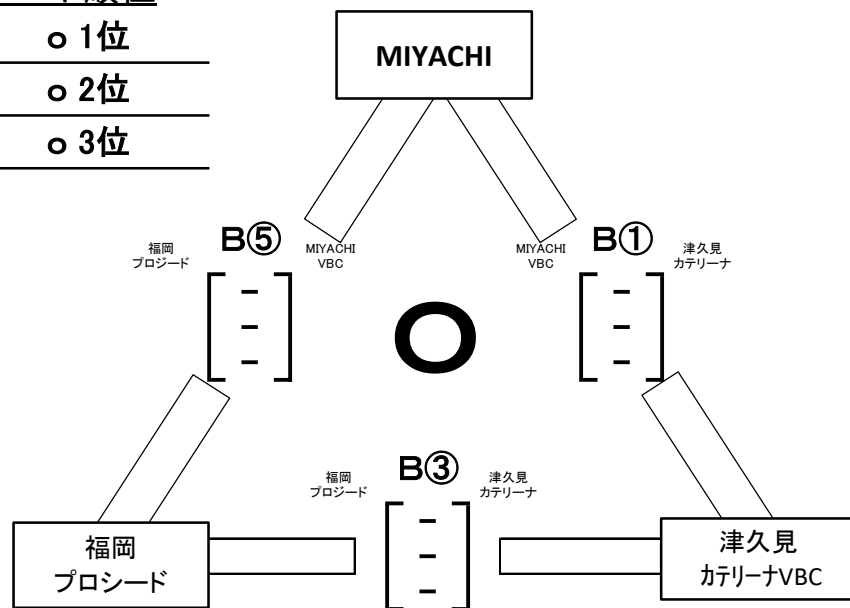 o 1位
o 2位
o 3位
MIYACHI
B⑤
福岡
プロジード
MIYACHI
VBC
B①
MIYACHI
VBC
津久見
カテリーナ
[ - - - ]
[ - - - ]
o
B③
福岡
プロジード
津久見
カテリーナ
[ - - - ]
福岡
プロシード
津久見
カテリーナVBC